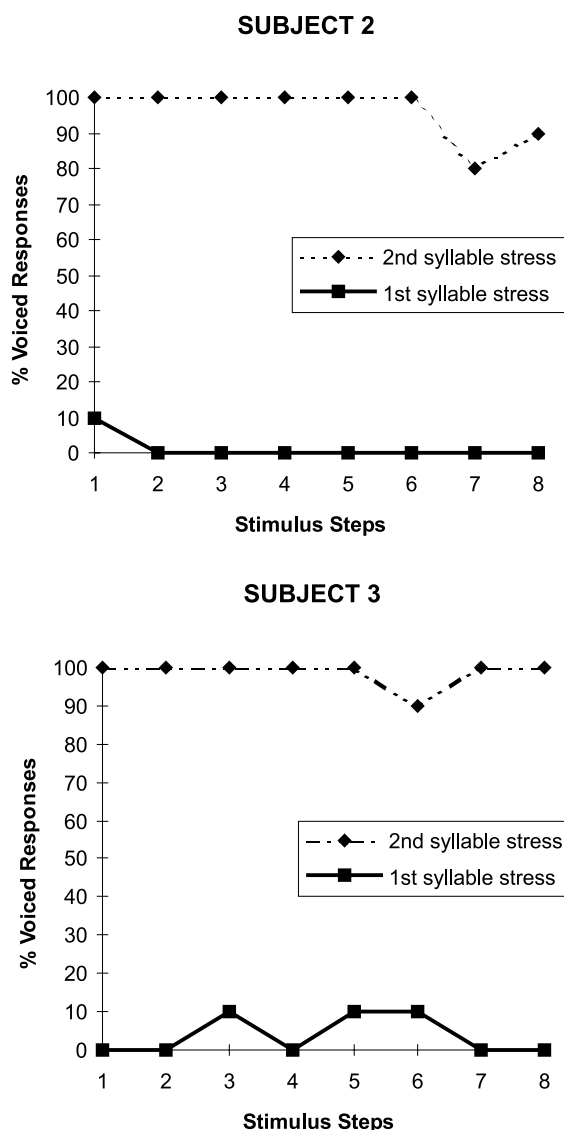 SUBJECT 2
% Voiced Responses
100
90
80
70
60
50
40
30
20
10
0
2nd syllable stress
1st syllable stress
1 2 3 4 5 6 7 8
Stimulus Steps
SUBJECT 3
% Voiced Responses
100
90
80
70
60
50
40
30
20
10
0
2nd syllable stress
1st syllable stress
1 2 3 4 5 6 7 8
Stimulus Steps